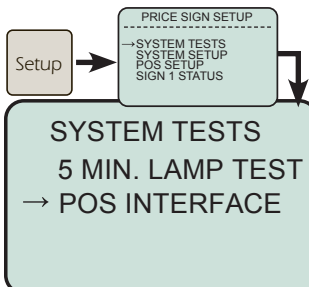 PRICE SIGN SETUP
Setup
→SYSTEM TESTS
SYSTEM SETUP
POS SETUP
SIGN 1 STATUS
SYSTEM TESTS
5 MIN. LAMP TEST
→ POS INTERFACE